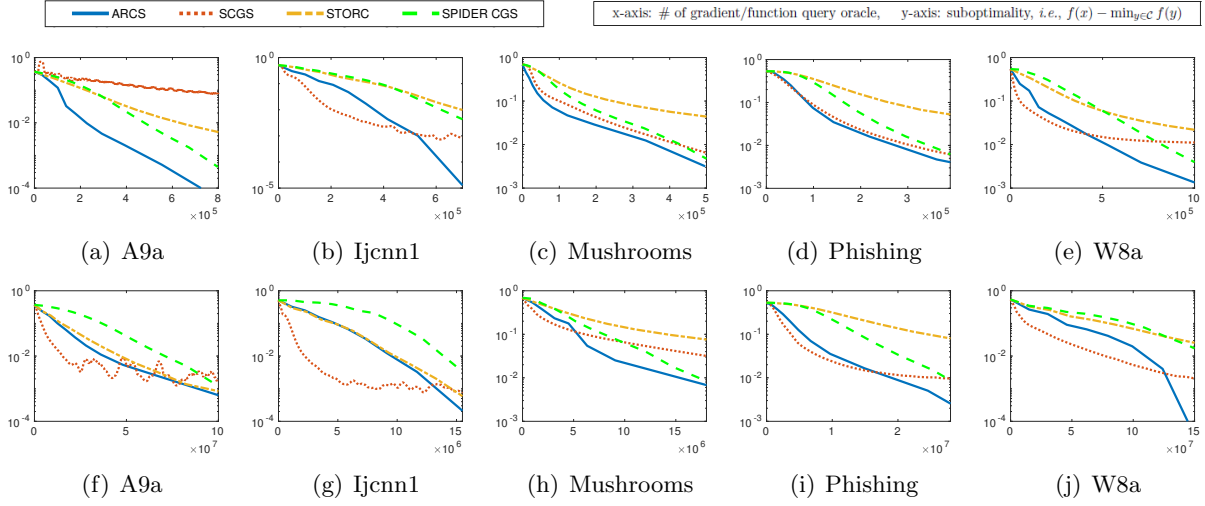 ARCS SCGS STORC SPIDER CGS
x-axis: # of gradient/function query oracle, y-axis: suboptimality, i.e., f(x) − min_{y∈C} f(y)
10^0 10^-2 10^-4
0 2 4 6 8
×10^5
(a) A9a
10^0 10^-5
0 2 4 6
×10^5
(b) Ijcnn1
10^0 10^-1 10^-2 10^-3
0 1 2 3 4 5
×10^5
(c) Mushrooms
10^0 10^-1 10^-2 10^-3
0 1 2 3
×10^5
(d) Phishing
10^0 10^-1 10^-2 10^-3
0 5 10
×10^5
(e) W8a
10^0 10^-2 10^-4
0 5 10
×10^7
(f) A9a
10^0 10^-2 10^-4
0 5 10 15
×10^6
(g) Ijcnn1
10^0 10^-1 10^-2 10^-3
0 5 10 15
×10^6
(h) Mushrooms
10^0 10^-1 10^-2 10^-3
0 1 2
×10^7
(i) Phishing
10^0 10^-2 10^-4
0 5 10 15
×10^7
(j) W8a